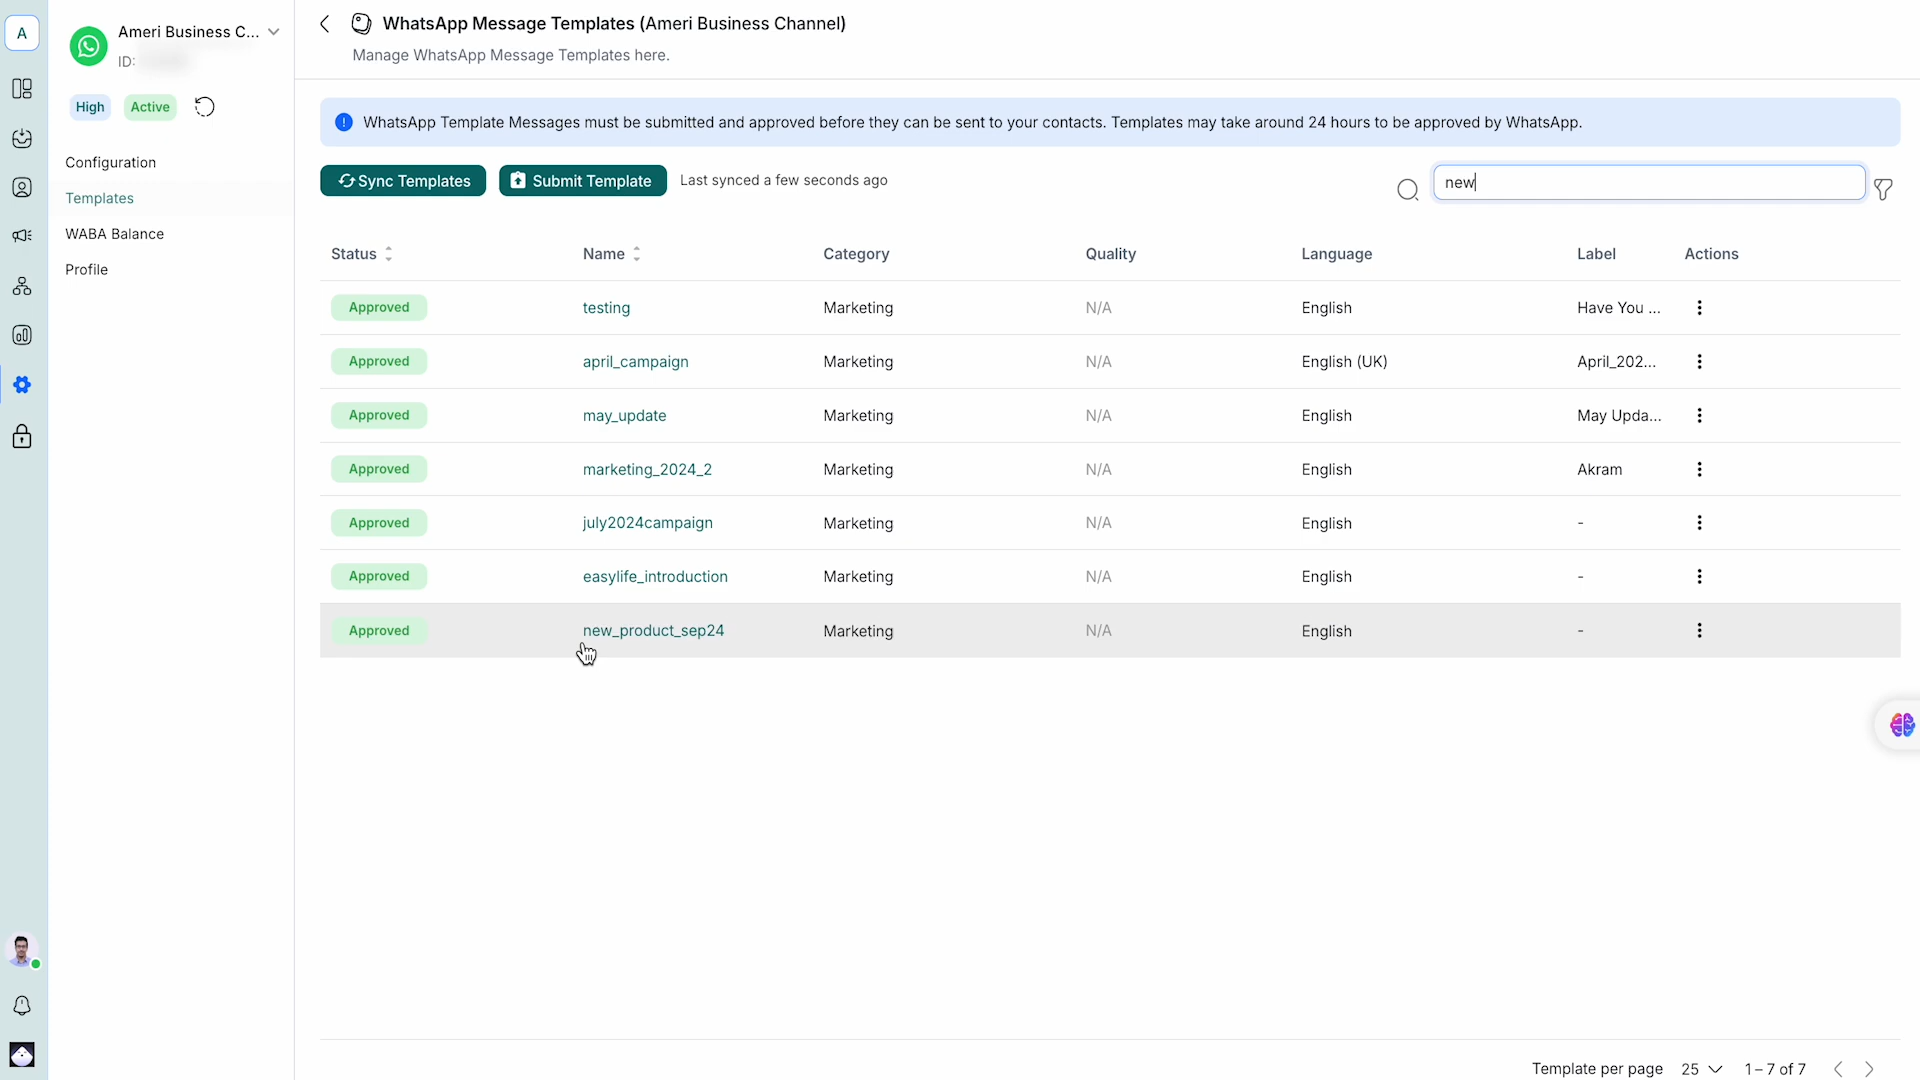 A
Ameri Business C...
ID:
High Active
Configuration
Templates
WABA Balance
Profile
WhatsApp Message Templates (Ameri Business Channel)
Manage WhatsApp Message Templates here.
WhatsApp Template Messages must be submitted and approved before they can be sent to your contacts. Templates may take around 24 hours to be approved by WhatsApp.
Sync Templates Submit Template Last synced a few seconds ago new
Status Name Category Quality Language Label Actions
Approved testing Marketing N/A English Have You ...
Approved april_campaign Marketing N/A English (UK) April_202...
Approved may_update Marketing N/A English May Upda...
Approved marketing_2024_2 Marketing N/A English Akram
Approved july2024campaign Marketing N/A English -
Approved easylife_introduction Marketing N/A English -
Approved new_product_sep24 Marketing N/A English -
Template per page 25 1–7 of 7